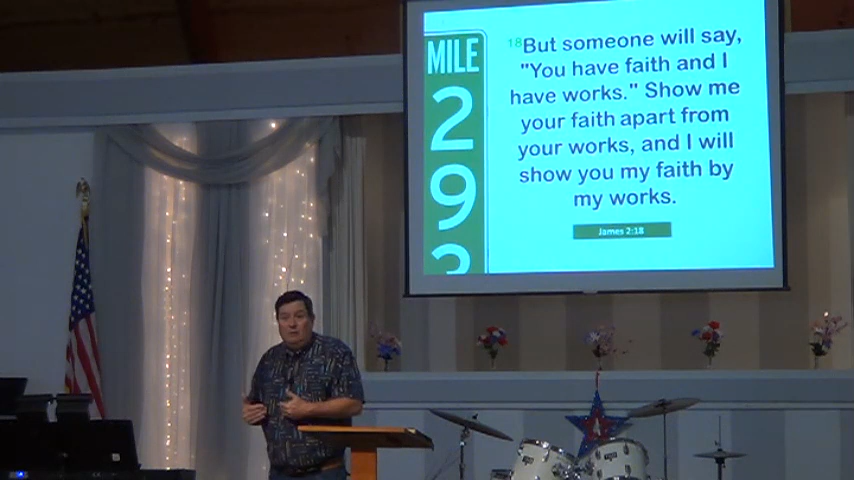 MILE
2
9
18But someone will say,
"You have faith and I
have works." Show me
your faith apart from
your works, and I will
show you my faith by
my works.
James 2:18